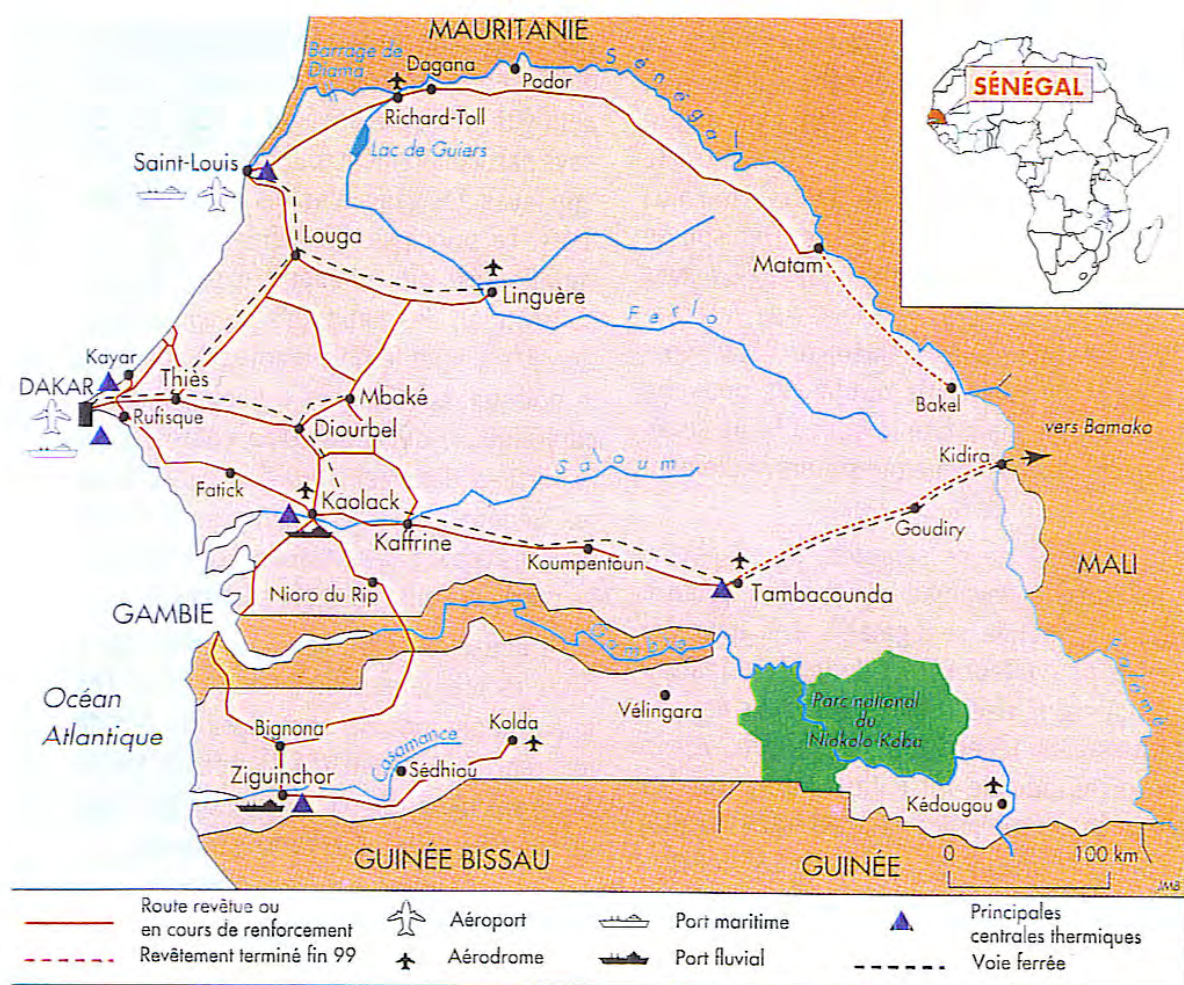 MAURITANIE
Barrage de
Diama
Dagana
Podor
Sénégal
SÉNÉGAL
Richard-Toll
Lac de Guiers
Saint-Louis
Louga
Matam
Linguère
Ferlo
Kayar
DAKAR
Thiès
Mbaké
Bakel
Rufisque
Diourbel
vers Bamako
Kidira
Saloum
Fatick
Kaolack
Goudiry
Kaffrine
Koumpentoun
MALI
Nioro du Rip
Tambacounda
GAMBIE
Gambie
Falémé
Océan
Atlantique
Vélingara
Parc national
du
Niokolo-Koba
Bignona
Kolda
Casamance
Sédhiou
Ziguinchor
Kédougou
GUINÉE BISSAU
GUINÉE
0 100 km
JMB
Route revêtue ou
en cours de renforcement
Revêtement terminé fin 99
Aéroport
Aérodrome
Port maritime
Port fluvial
Principales
centrales thermiques
Voie ferrée